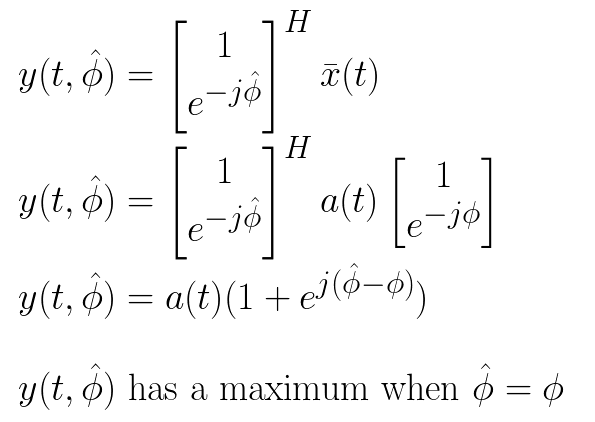 y(t, ϕ̂) = [1 e^{-jϕ̂}]^H x̄(t)
y(t, ϕ̂) = [1 e^{-jϕ̂}]^H a(t) [1 e^{-jϕ}]
y(t, ϕ̂) = a(t)(1 + e^{j(ϕ̂-ϕ)})
y(t, ϕ̂) has a maximum when ϕ̂ = ϕ